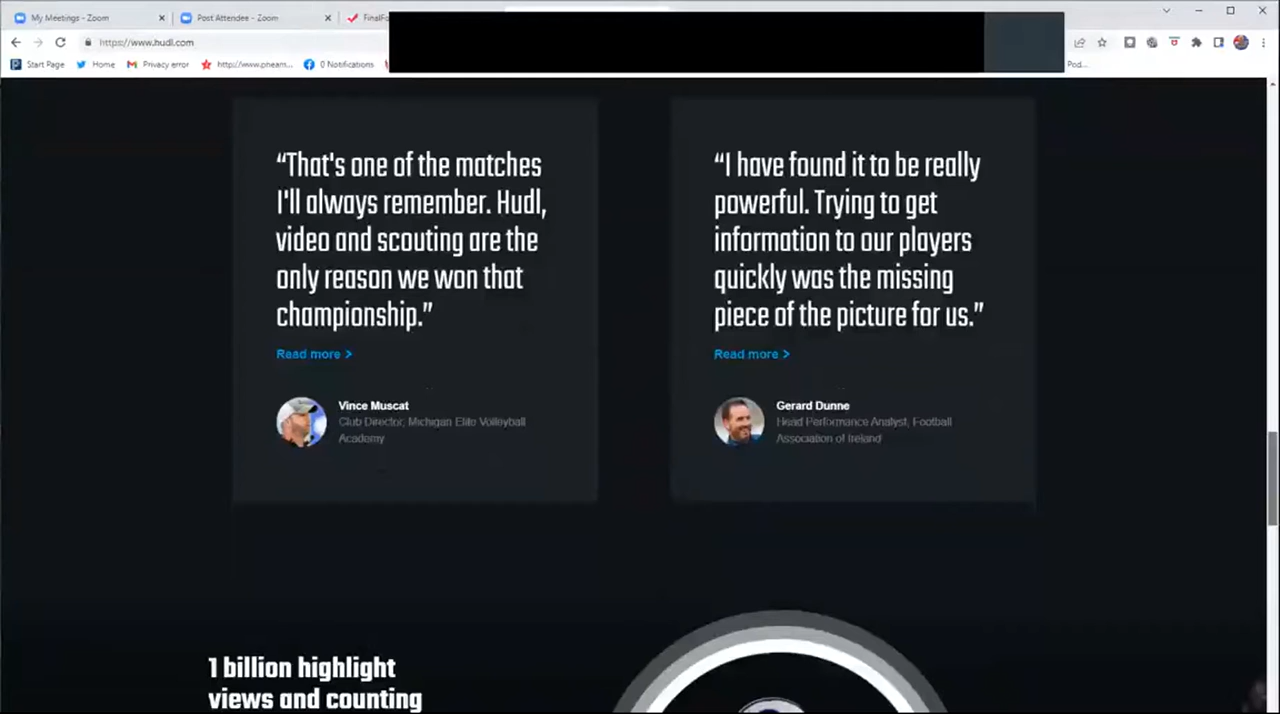 My Meetings - Zoom
Post Attendee - Zoom
https://www.hudl.com
Start Page
Home
Privacy error
http://www.pneam...
0 Notifications
Pod...
“That's one of the matches
I'll always remember. Hudl,
video and scouting are the
only reason we won that
championship.”
Read more >
Vince Muscat
Club Director, Michigan Elite Volleyball
Academy
“I have found it to be really
powerful. Trying to get
information to our players
quickly was the missing
piece of the picture for us.”
Read more >
Gerard Dunne
Head Performance Analyst, Football
Association of Ireland
1 billion highlight
views and counting